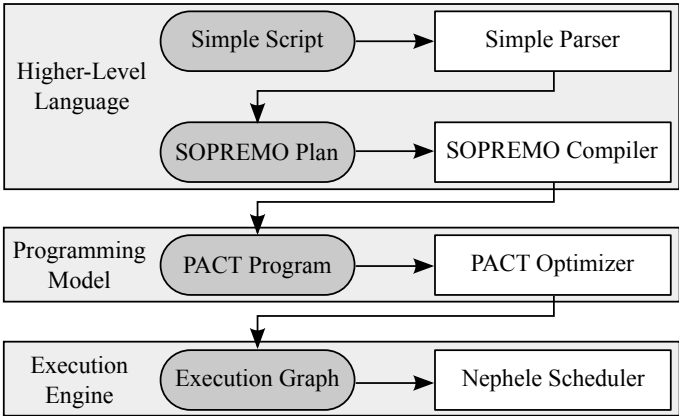 Simple Script
Simple Parser
Higher-Level
Language
SOPREMO Plan
SOPREMO Compiler
Programming
Model
PACT Program
PACT Optimizer
Execution
Engine
Execution Graph
Nephele Scheduler